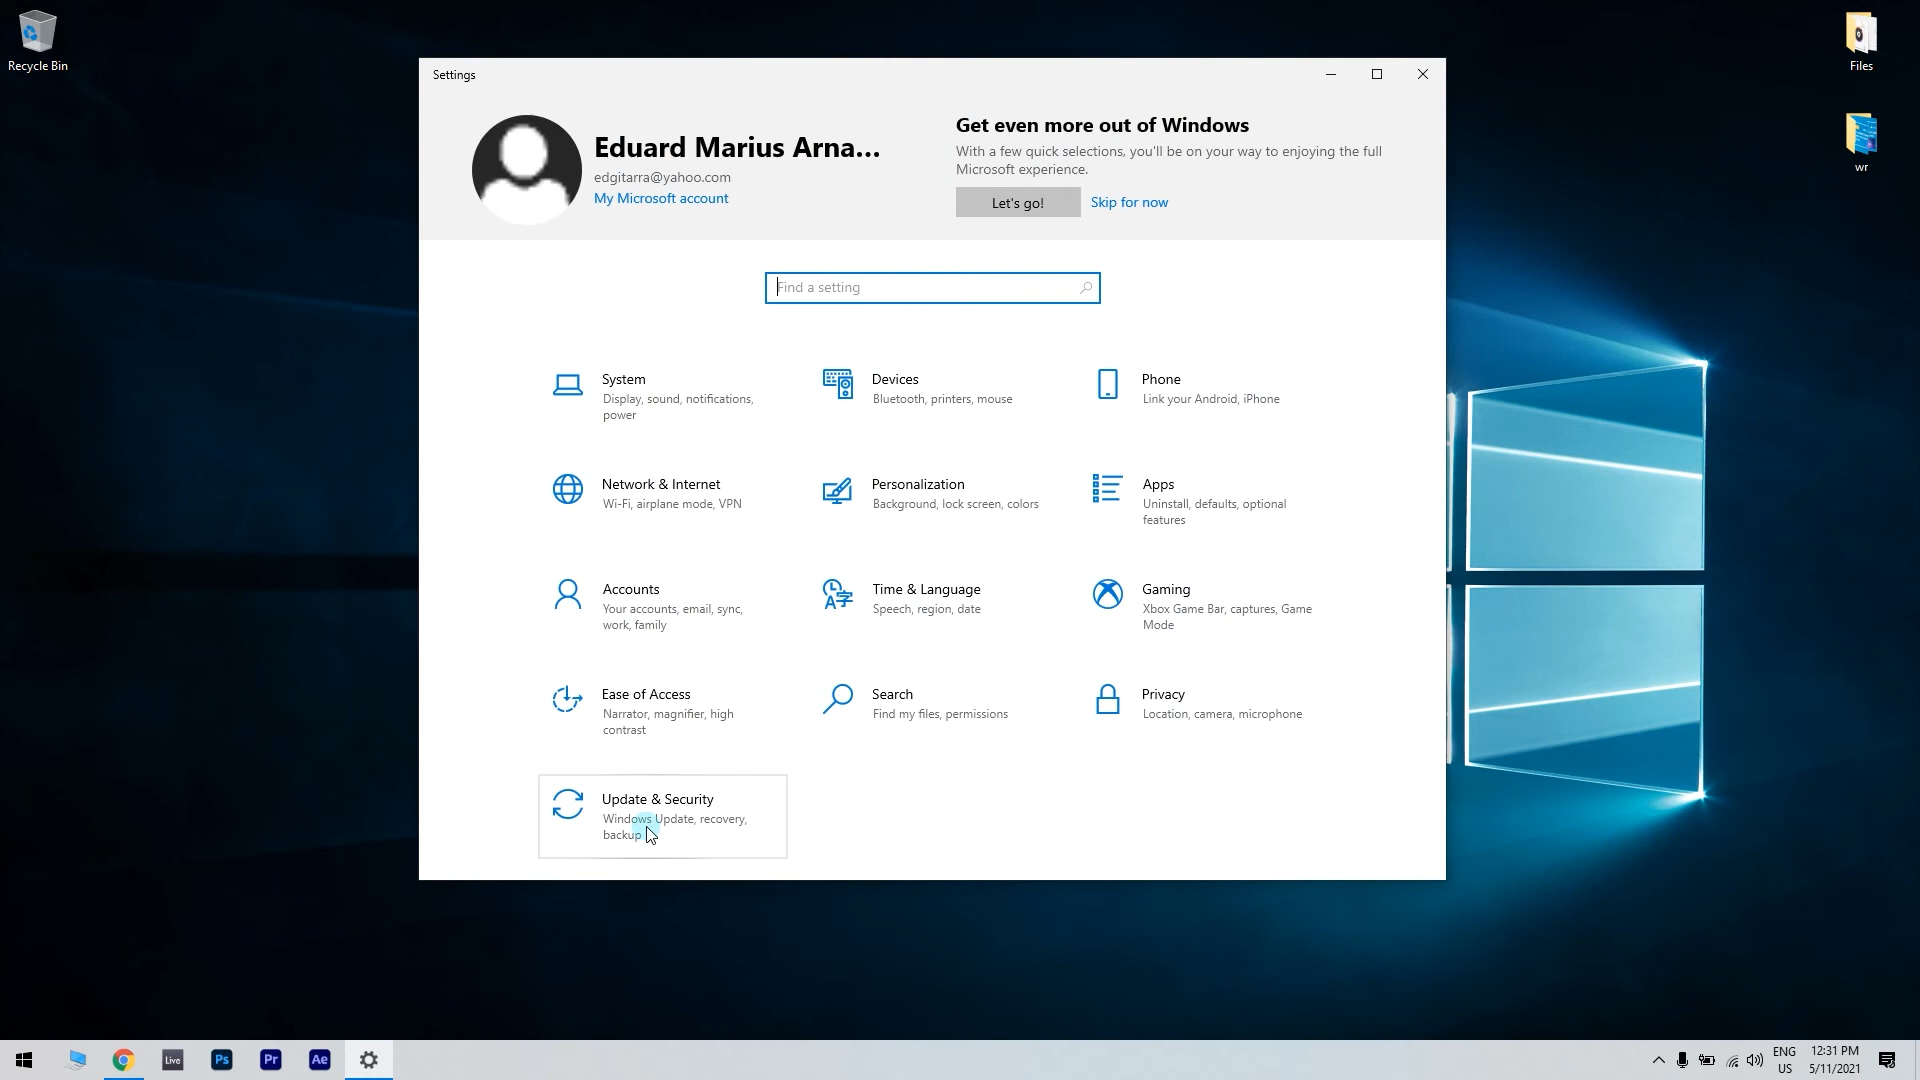 Recycle Bin
Files
wr
Settings
Eduard Marius Arna...
edgitarra@yahoo.com
My Microsoft account
Get even more out of Windows
With a few quick selections, you'll be on your way to enjoying the full
Microsoft experience.
Let's go!
Skip for now
Find a setting
System
Display, sound, notifications,
power
Devices
Bluetooth, printers, mouse
Phone
Link your Android, iPhone
Network & Internet
Wi-Fi, airplane mode, VPN
Personalization
Background, lock screen, colors
Apps
Uninstall, defaults, optional
features
Accounts
Your accounts, email, sync,
work, family
Time & Language
Speech, region, date
Gaming
Xbox Game Bar, captures, Game
Mode
Ease of Access
Narrator, magnifier, high
contrast
Search
Find my files, permissions
Privacy
Location, camera, microphone
Update & Security
Windows Update, recovery,
backup
Live
Ps
Pr
Ae
ENG
US
12:31 PM
5/11/2021